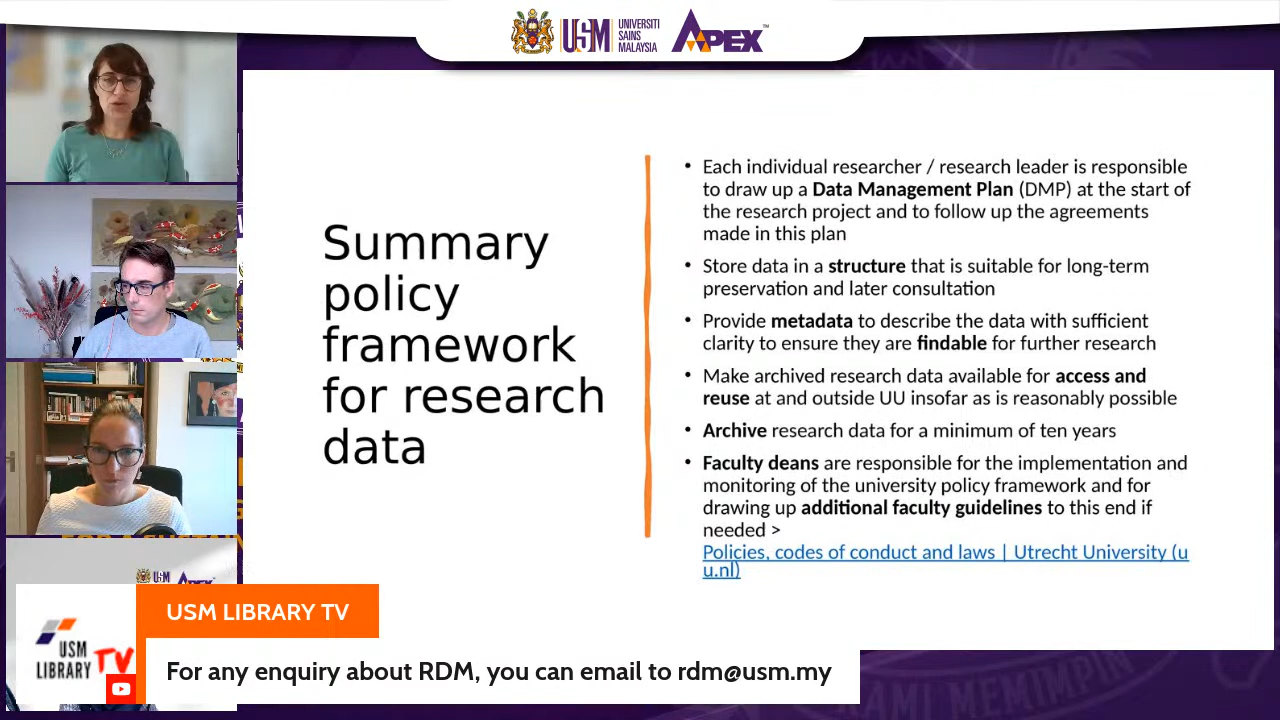 USM
UNIVERSITI
SAINS
MALAYSIA
APEX™
Summary
policy
framework
for research
data
• Each individual researcher / research leader is responsible
to draw up a Data Management Plan (DMP) at the start of
the research project and to follow up the agreements
made in this plan
• Store data in a structure that is suitable for long-term
preservation and later consultation
• Provide metadata to describe the data with sufficient
clarity to ensure they are findable for further research
• Make archived research data available for access and
reuse at and outside UU insofar as is reasonably possible
• Archive research data for a minimum of ten years
• Faculty deans are responsible for the implementation and
monitoring of the university policy framework and for
drawing up additional faculty guidelines to this end if
needed >
Policies, codes of conduct and laws | Utrecht University (u
u.nl)
USM
LIBRARY
TV
USM LIBRARY TV
For any enquiry about RDM, you can email to rdm@usm.my